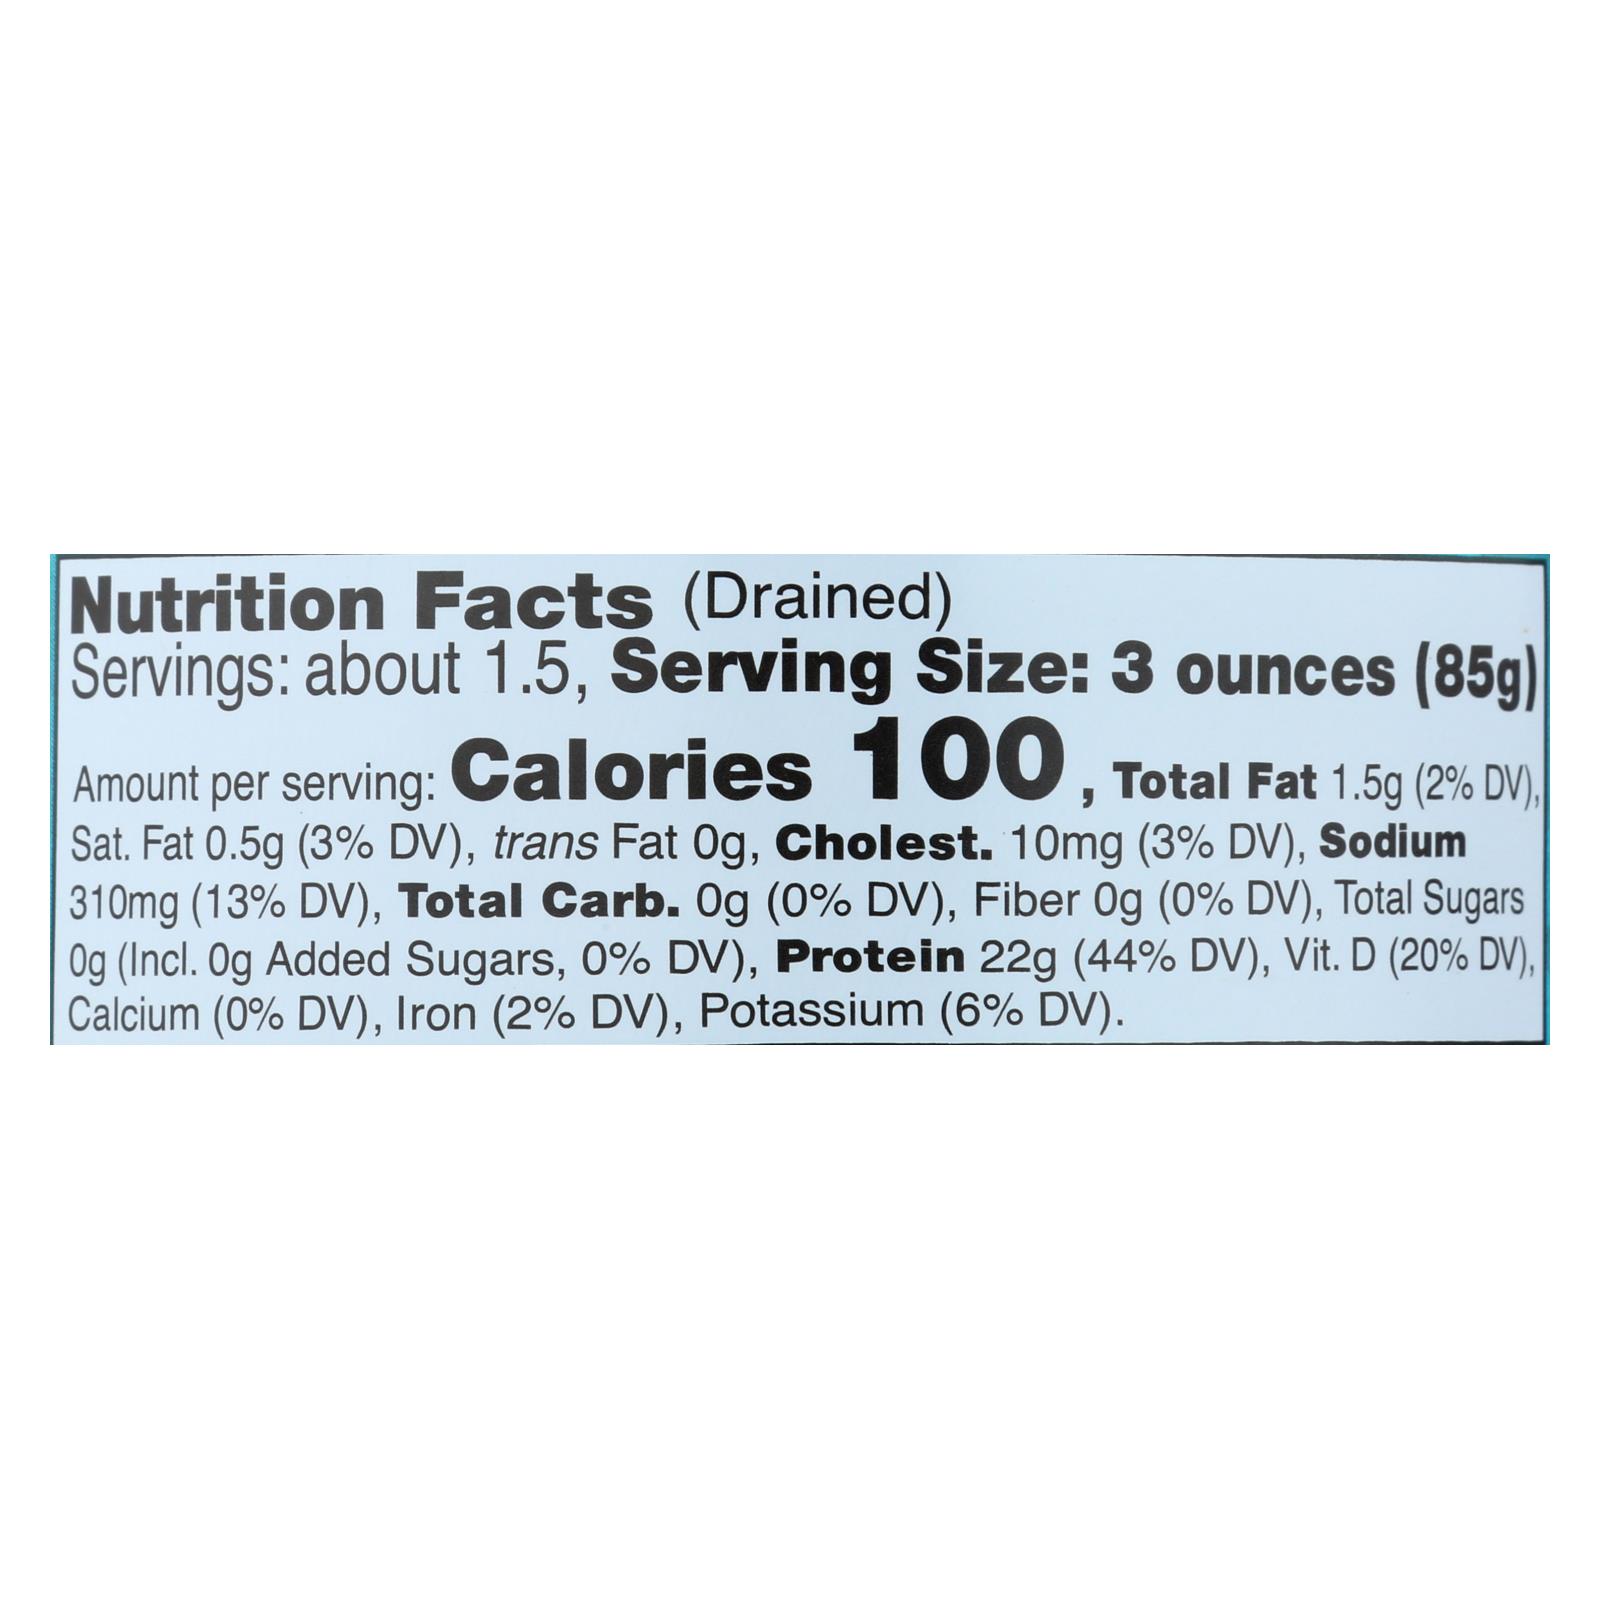 Nutrition Facts (Drained)
Servings: about 1.5, Serving Size: 3 ounces (85g)
Amount per serving: Calories 100, Total Fat 1.5g (2% DV),
Sat. Fat 0.5g (3% DV), trans Fat 0g, Cholest. 10mg (3% DV), Sodium
310mg (13% DV), Total Carb. 0g (0% DV), Fiber 0g (0% DV), Total Sugars
0g (Incl. 0g Added Sugars, 0% DV), Protein 22g (44% DV), Vit. D (20% DV),
Calcium (0% DV), Iron (2% DV), Potassium (6% DV).